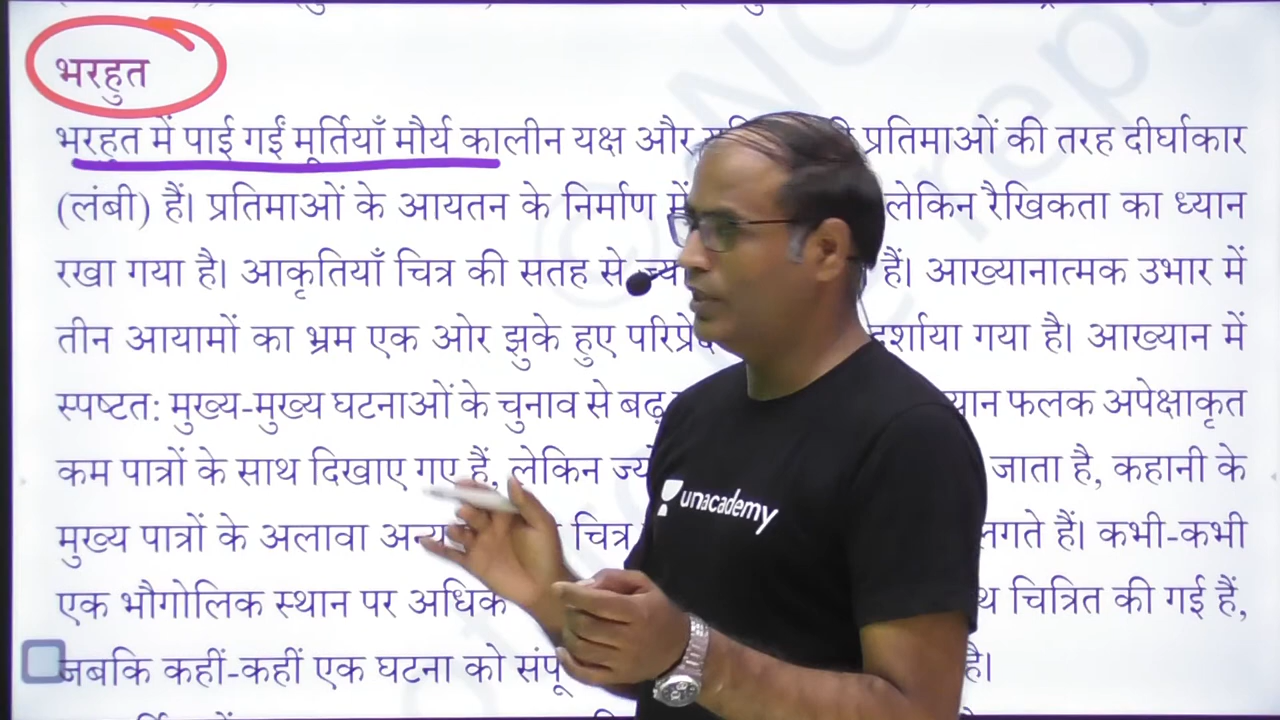 भरहुत
भरहुत में पाई गईं मूर्तियाँ मौर्य कालीन यक्ष और प्रतिमाओं की तरह दीर्घाकार
(लंबी) हैं। प्रतिमाओं के आयतन के निर्माण में लेकिन रैखिकता का ध्यान
रखा गया है। आकृतियाँ चित्र की सतह से हैं। आख्यानात्मक उभार में
तीन आयामों का भ्रम एक ओर झुके हुए गया है। आख्यान में
स्पष्टत: मुख्य-मुख्य घटनाओं के चुनाव से फलक अपेक्षाकृत
कम पात्रों के साथ दिखाए गए हैं, लेकिन जाता है, कहानी के
मुख्य पात्रों के अलावा चित्र लगते हैं। कभी-कभी
एक भौगोलिक स्थान पर अधिक चित्रित की गई हैं,
जबकि कहीं-कहीं एक घटना को है।
unacademy